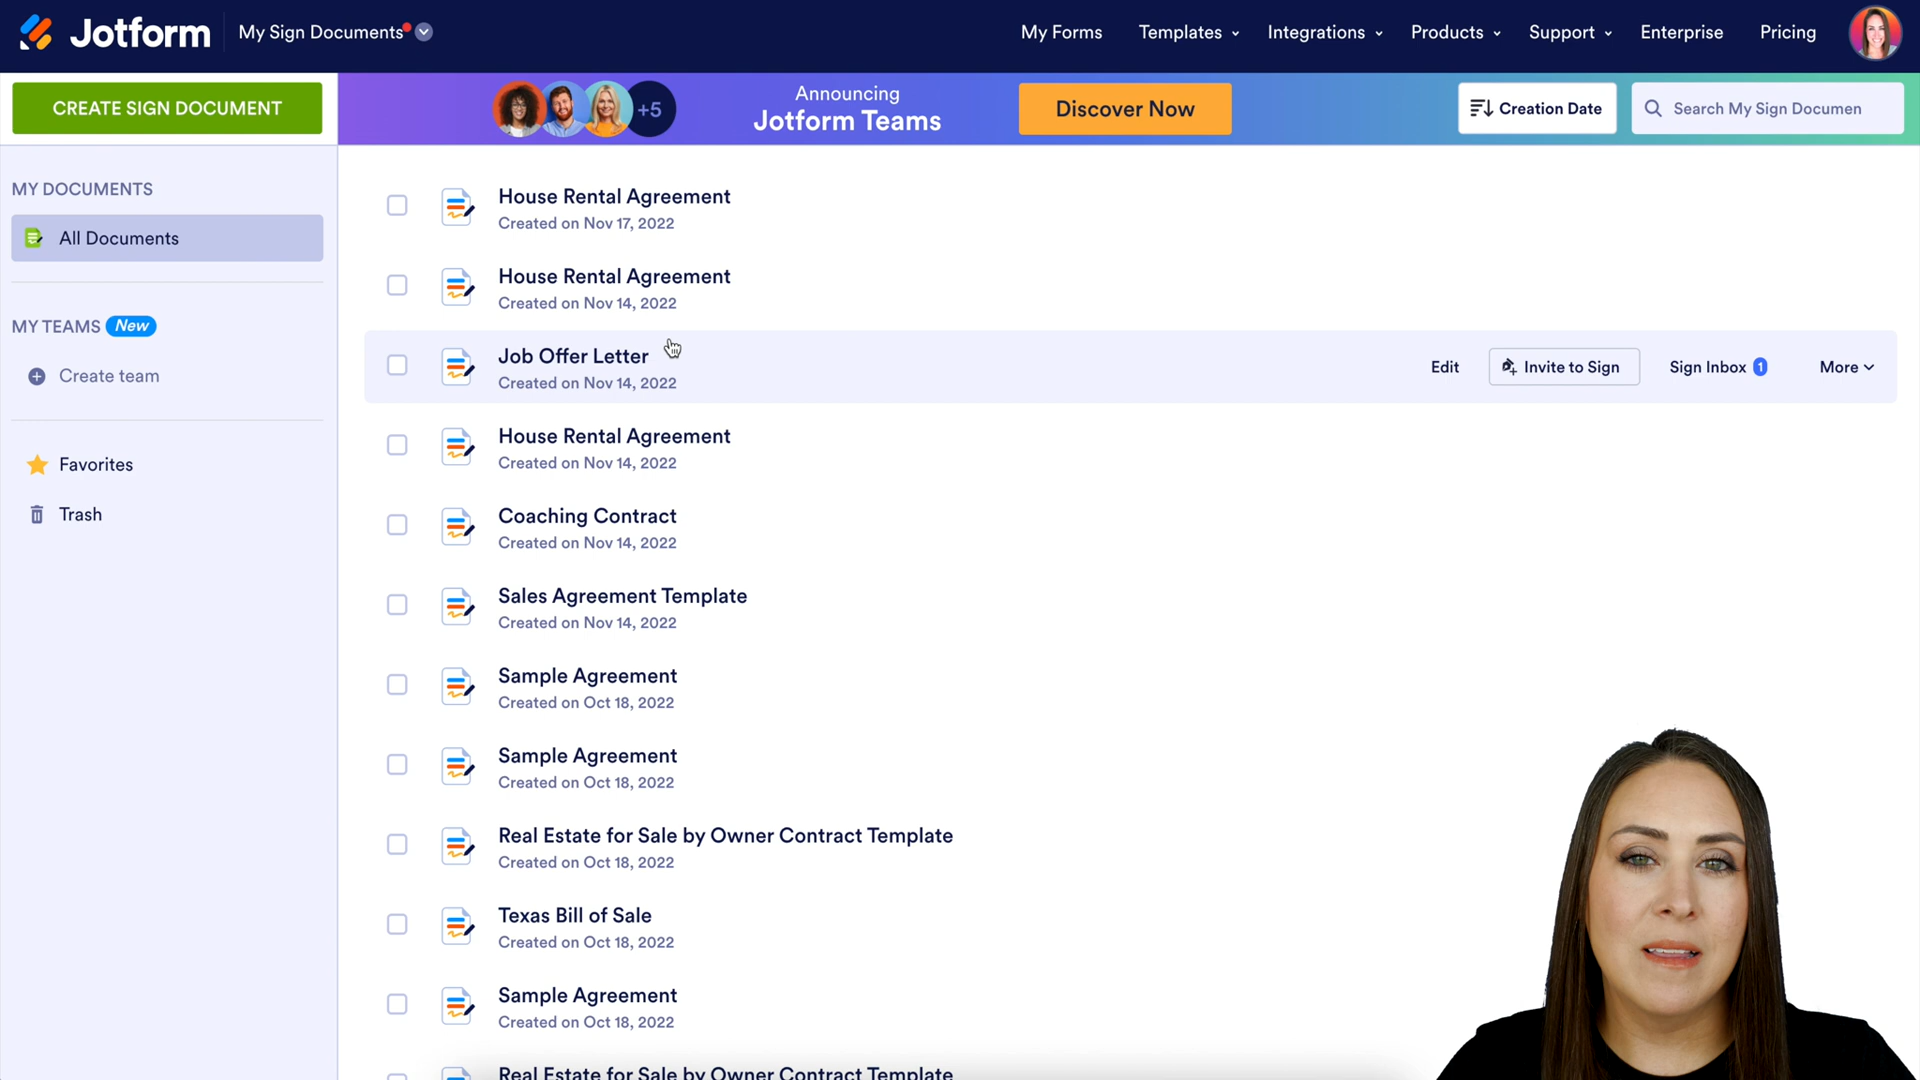 Jotform
My Sign Documents
My Forms
Templates
Integrations
Products
Support
Enterprise
Pricing
CREATE SIGN DOCUMENT
+5
Announcing
Jotform Teams
Discover Now
Creation Date
Search My Sign Documen
MY DOCUMENTS
All Documents
MY TEAMS New
Create team
Favorites
Trash
House Rental Agreement
Created on Nov 17, 2022
House Rental Agreement
Created on Nov 14, 2022
Job Offer Letter
Created on Nov 14, 2022
Edit
Invite to Sign
Sign Inbox 1
More
House Rental Agreement
Created on Nov 14, 2022
Coaching Contract
Created on Nov 14, 2022
Sales Agreement Template
Created on Nov 14, 2022
Sample Agreement
Created on Oct 18, 2022
Sample Agreement
Created on Oct 18, 2022
Real Estate for Sale by Owner Contract Template
Created on Oct 18, 2022
Texas Bill of Sale
Created on Oct 18, 2022
Sample Agreement
Created on Oct 18, 2022
Real Estate for Sale by Owner Contract Template